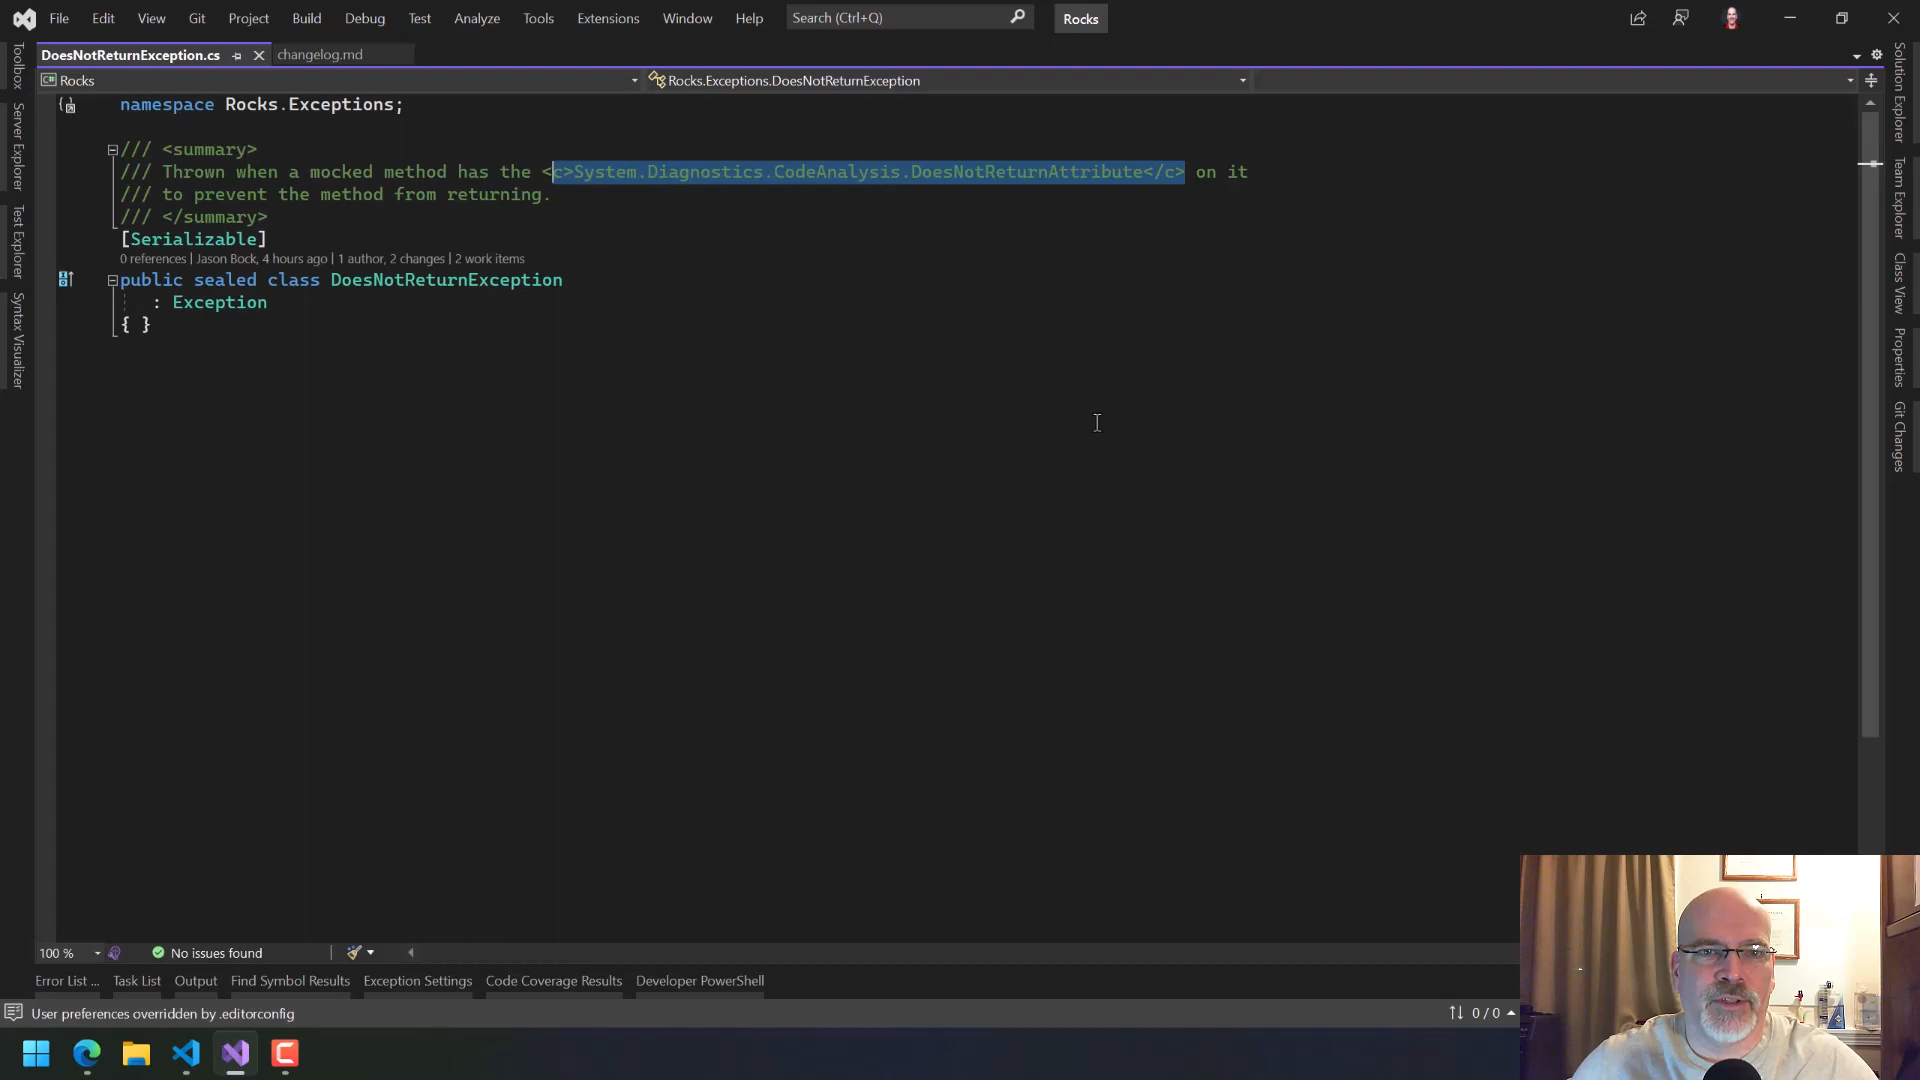 File Edit View Git Project Build Debug Test Analyze Tools Extensions Window Help Search (Ctrl+Q) Rocks
DoesNotReturnException.cs changelog.md
C# Rocks Rocks.Exceptions.DoesNotReturnException
namespace Rocks.Exceptions;
/// <summary>
/// Thrown when a mocked method has the <c>System.Diagnostics.CodeAnalysis.DoesNotReturnAttribute</c> on it
/// to prevent the method from returning.
/// </summary>
[Serializable]
0 references | Jason Bock, 4 hours ago | 1 author, 2 changes | 2 work items
public sealed class DoesNotReturnException
: Exception
{ }
Toolbox
Server Explorer
Test Explorer
Syntax Visualizer
Solution Explorer
Team Explorer
Class View
Properties
Git Changes
100 % No issues found
Error List ... Task List Output Find Symbol Results Exception Settings Code Coverage Results Developer PowerShell
User preferences overridden by .editorconfig 0 / 0